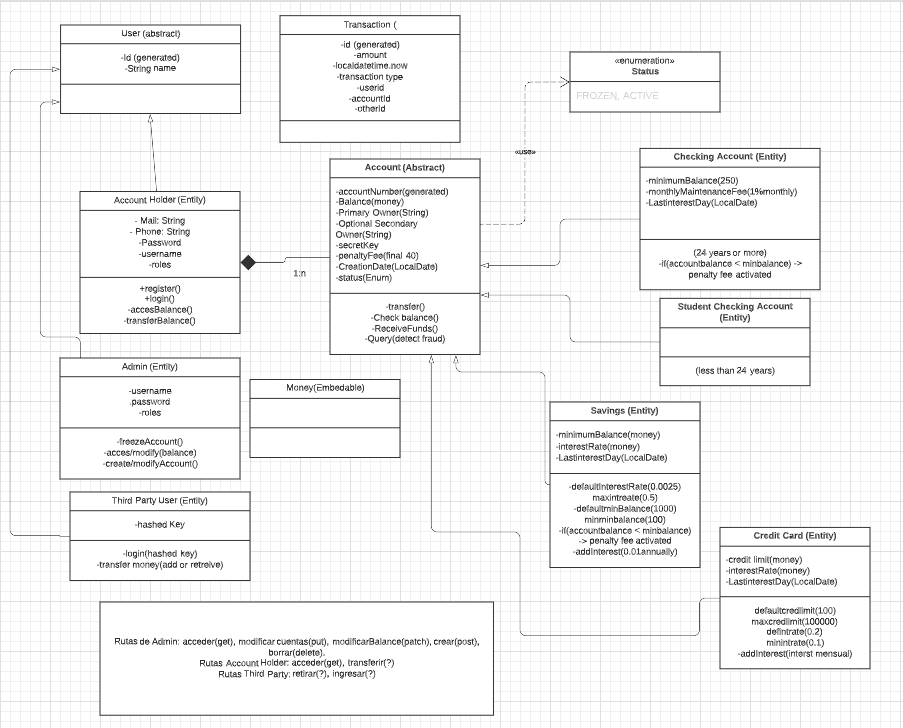 User (abstract)
-Id (generated)
-String name
Transaction (
-id (generated)
-amount
-localdatetime.now
-transaction type
-userid
-accountId
-otherId
«enumeration»
Status
FROZEN, ACTIVE
«use»
Account Holder (Entity)
- Mail: String
- Phone: String
-Password
-username
-roles
+register()
+login()
-accesBalance()
-transferBalance()
1:n
Account (Abstract)
-accountNumber(generated)
-Balance(money)
-Primary Owner(String)
-Optional Secondary
Owner(String)
-secretKey
-penaltyFee(final 40)
-CreationDate(LocalDate)
-status(Enum)
-transfer()
-Check balance()
-ReceiveFunds()
-Query(detect fraud)
Checking Account (Entity)
-minimumBalance(250)
-monthlyMaintenanceFee(1%monthly)
-LastinterestDay(LocalDate)
(24 years or more)
-if(accountbalance < minbalance) ->
penalty fee activated
Student Checking Account
(Entity)
(less than 24 years)
Admin (Entity)
-username
.password
-roles
-freezeAccount()
-acces/modify(balance)
-create/modifyAccount()
Money(Embedable)
Savings (Entity)
-minimumBalance(money)
-interestRate(money)
-LastinterestDay(LocalDate)
-defaultInterestRate(0.0025)
maxintreate(0.5)
-defaultminBalance(1000)
minminbalance(100)
-if(accountbalance < minbalance)
-> penalty fee activated
-addInterest(0.01annually)
Third Party User (Entity)
-hashed Key
-login(hashed key)
-transfer money(add or retreive)
Credit Card (Entity)
-credit limit(money)
-interestRate(money)
-LastinterestDay(LocalDate)
defaultcredlimit(100)
maxcredlimit(100000)
defintrate(0.2)
minintrate(0.1)
-addInterest(interst mensual)
Rutas de Admin: acceder(get), modificar cuentas(put), modificarBalance(patch), crear(post),
borrar(delete).
Rutas Account Holder: acceder(get), transferir(?)
Rutas Third Party: retirar(?), ingresar(?)